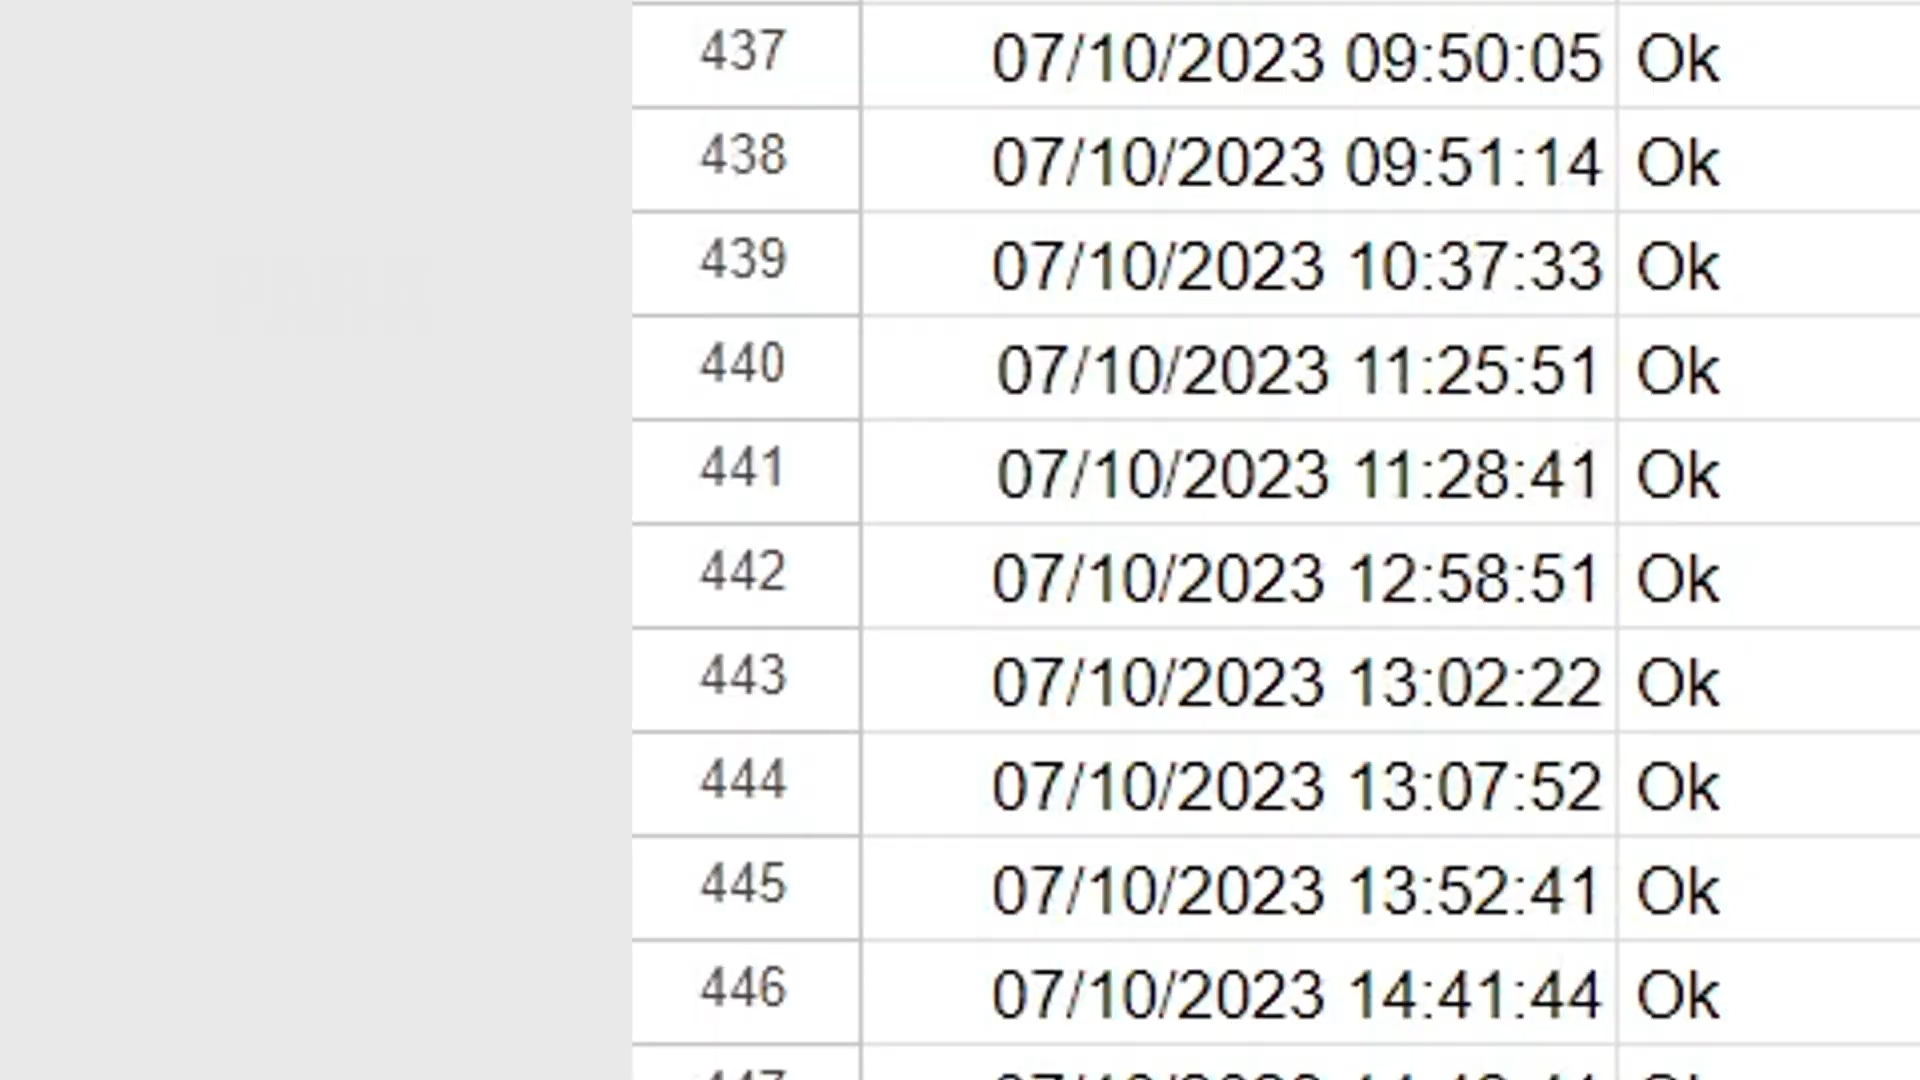 437 07/10/2023 09:50:05 Ok
438 07/10/2023 09:51:14 Ok
439 07/10/2023 10:37:33 Ok
440 07/10/2023 11:25:51 Ok
441 07/10/2023 11:28:41 Ok
442 07/10/2023 12:58:51 Ok
443 07/10/2023 13:02:22 Ok
444 07/10/2023 13:07:52 Ok
445 07/10/2023 13:52:41 Ok
446 07/10/2023 14:41:44 Ok